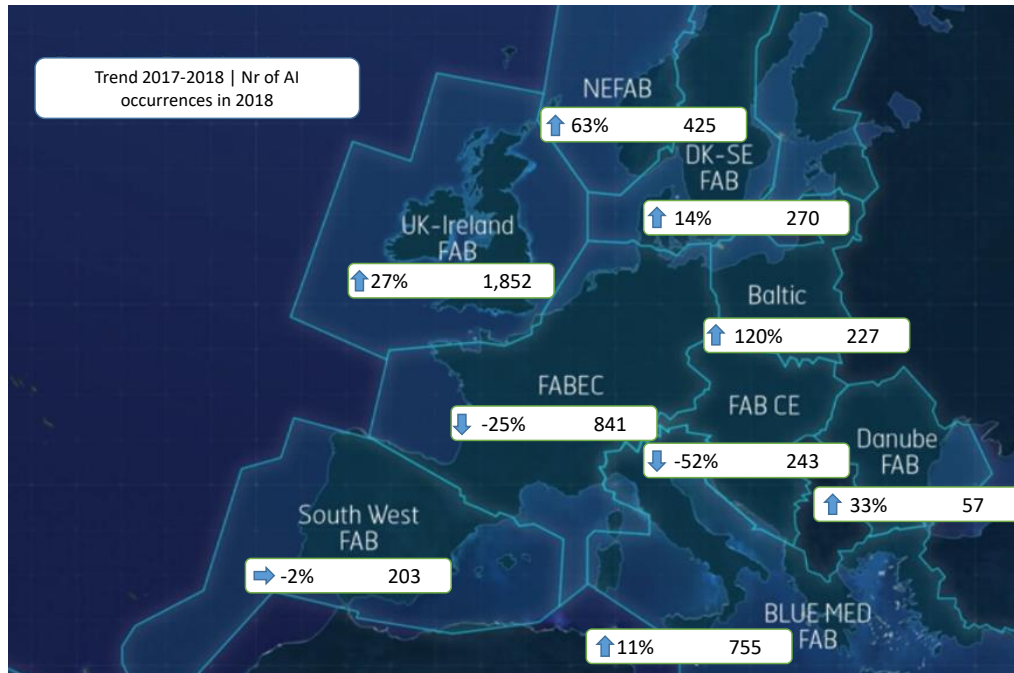 Trend 2017-2018 | Nr of AI
occurrences in 2018
NEFAB
63% 425
DK-SE
FAB
14% 270
UK-Ireland
FAB
27% 1,852
Baltic
120% 227
FABEC
-25% 841
FAB CE
-52% 243
Danube
FAB
33% 57
South West
FAB
-2% 203
BLUE MED
FAB
11% 755